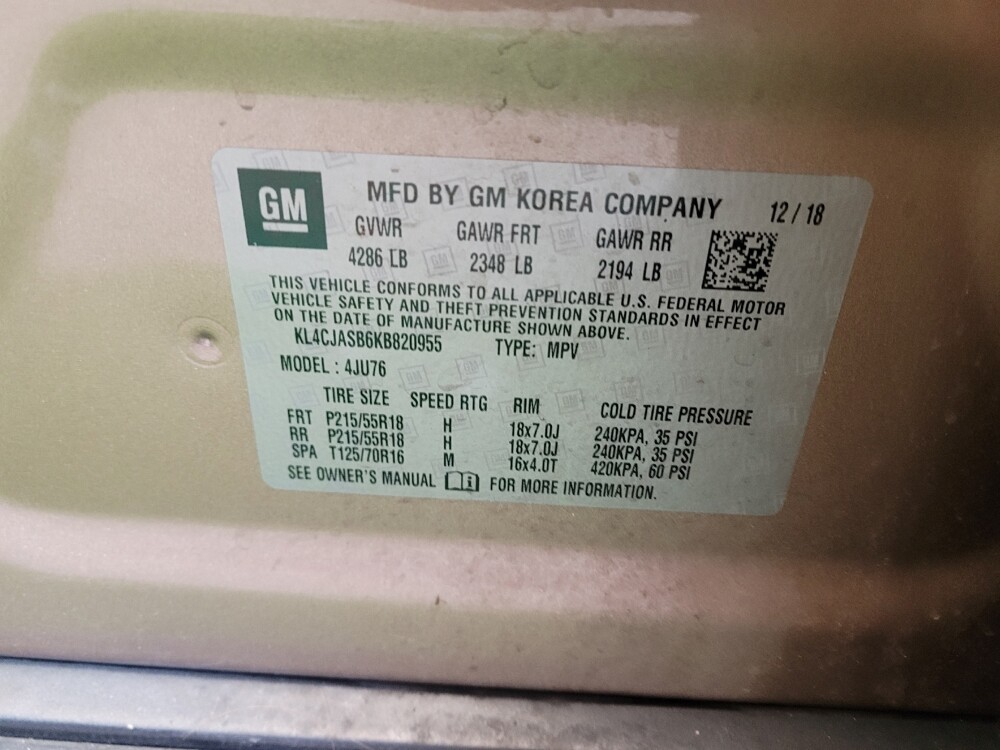 GM
MFD BY GM KOREA COMPANY 12 / 18
GVWR GAWR FRT GAWR RR
4286 LB 2348 LB 2194 LB
THIS VEHICLE CONFORMS TO ALL APPLICABLE U.S. FEDERAL MOTOR
VEHICLE SAFETY AND THEFT PREVENTION STANDARDS IN EFFECT
ON THE DATE OF MANUFACTURE SHOWN ABOVE.
KL4CJASB6KB820955 TYPE: MPV
MODEL : 4JU76
TIRE SIZE SPEED RTG RIM COLD TIRE PRESSURE
FRT P215/55R18 H 18x7.0J 240KPA, 35 PSI
RR P215/55R18 H 18x7.0J 240KPA, 35 PSI
SPA T125/70R16 M 16x4.0T 420KPA, 60 PSI
SEE OWNER'S MANUAL i FOR MORE INFORMATION.